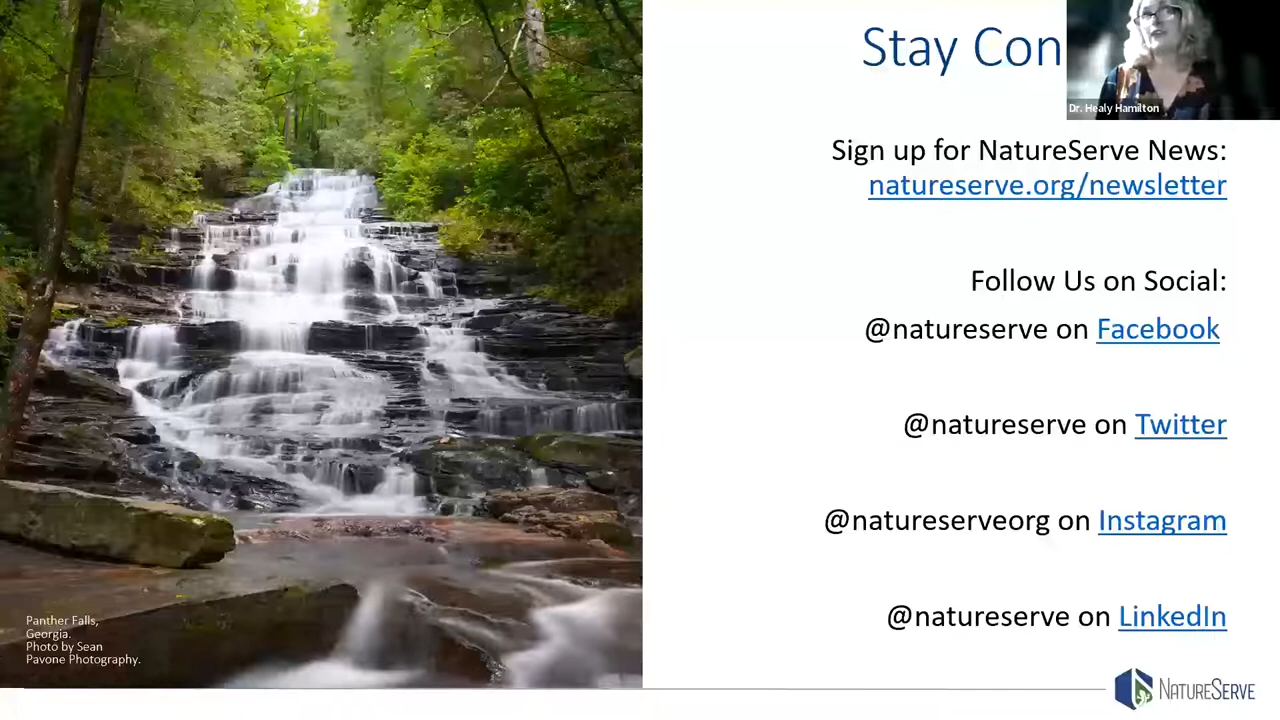 Stay Con
Dr. Healy Hamilton
Sign up for NatureServe News:
natureserve.org/newsletter
Follow Us on Social:
@natureserve on Facebook
@natureserve on Twitter
@natureserveorg on Instagram
@natureserve on LinkedIn
Panther Falls,
Georgia.
Photo by Sean
Pavone Photography.
NATURESERVE